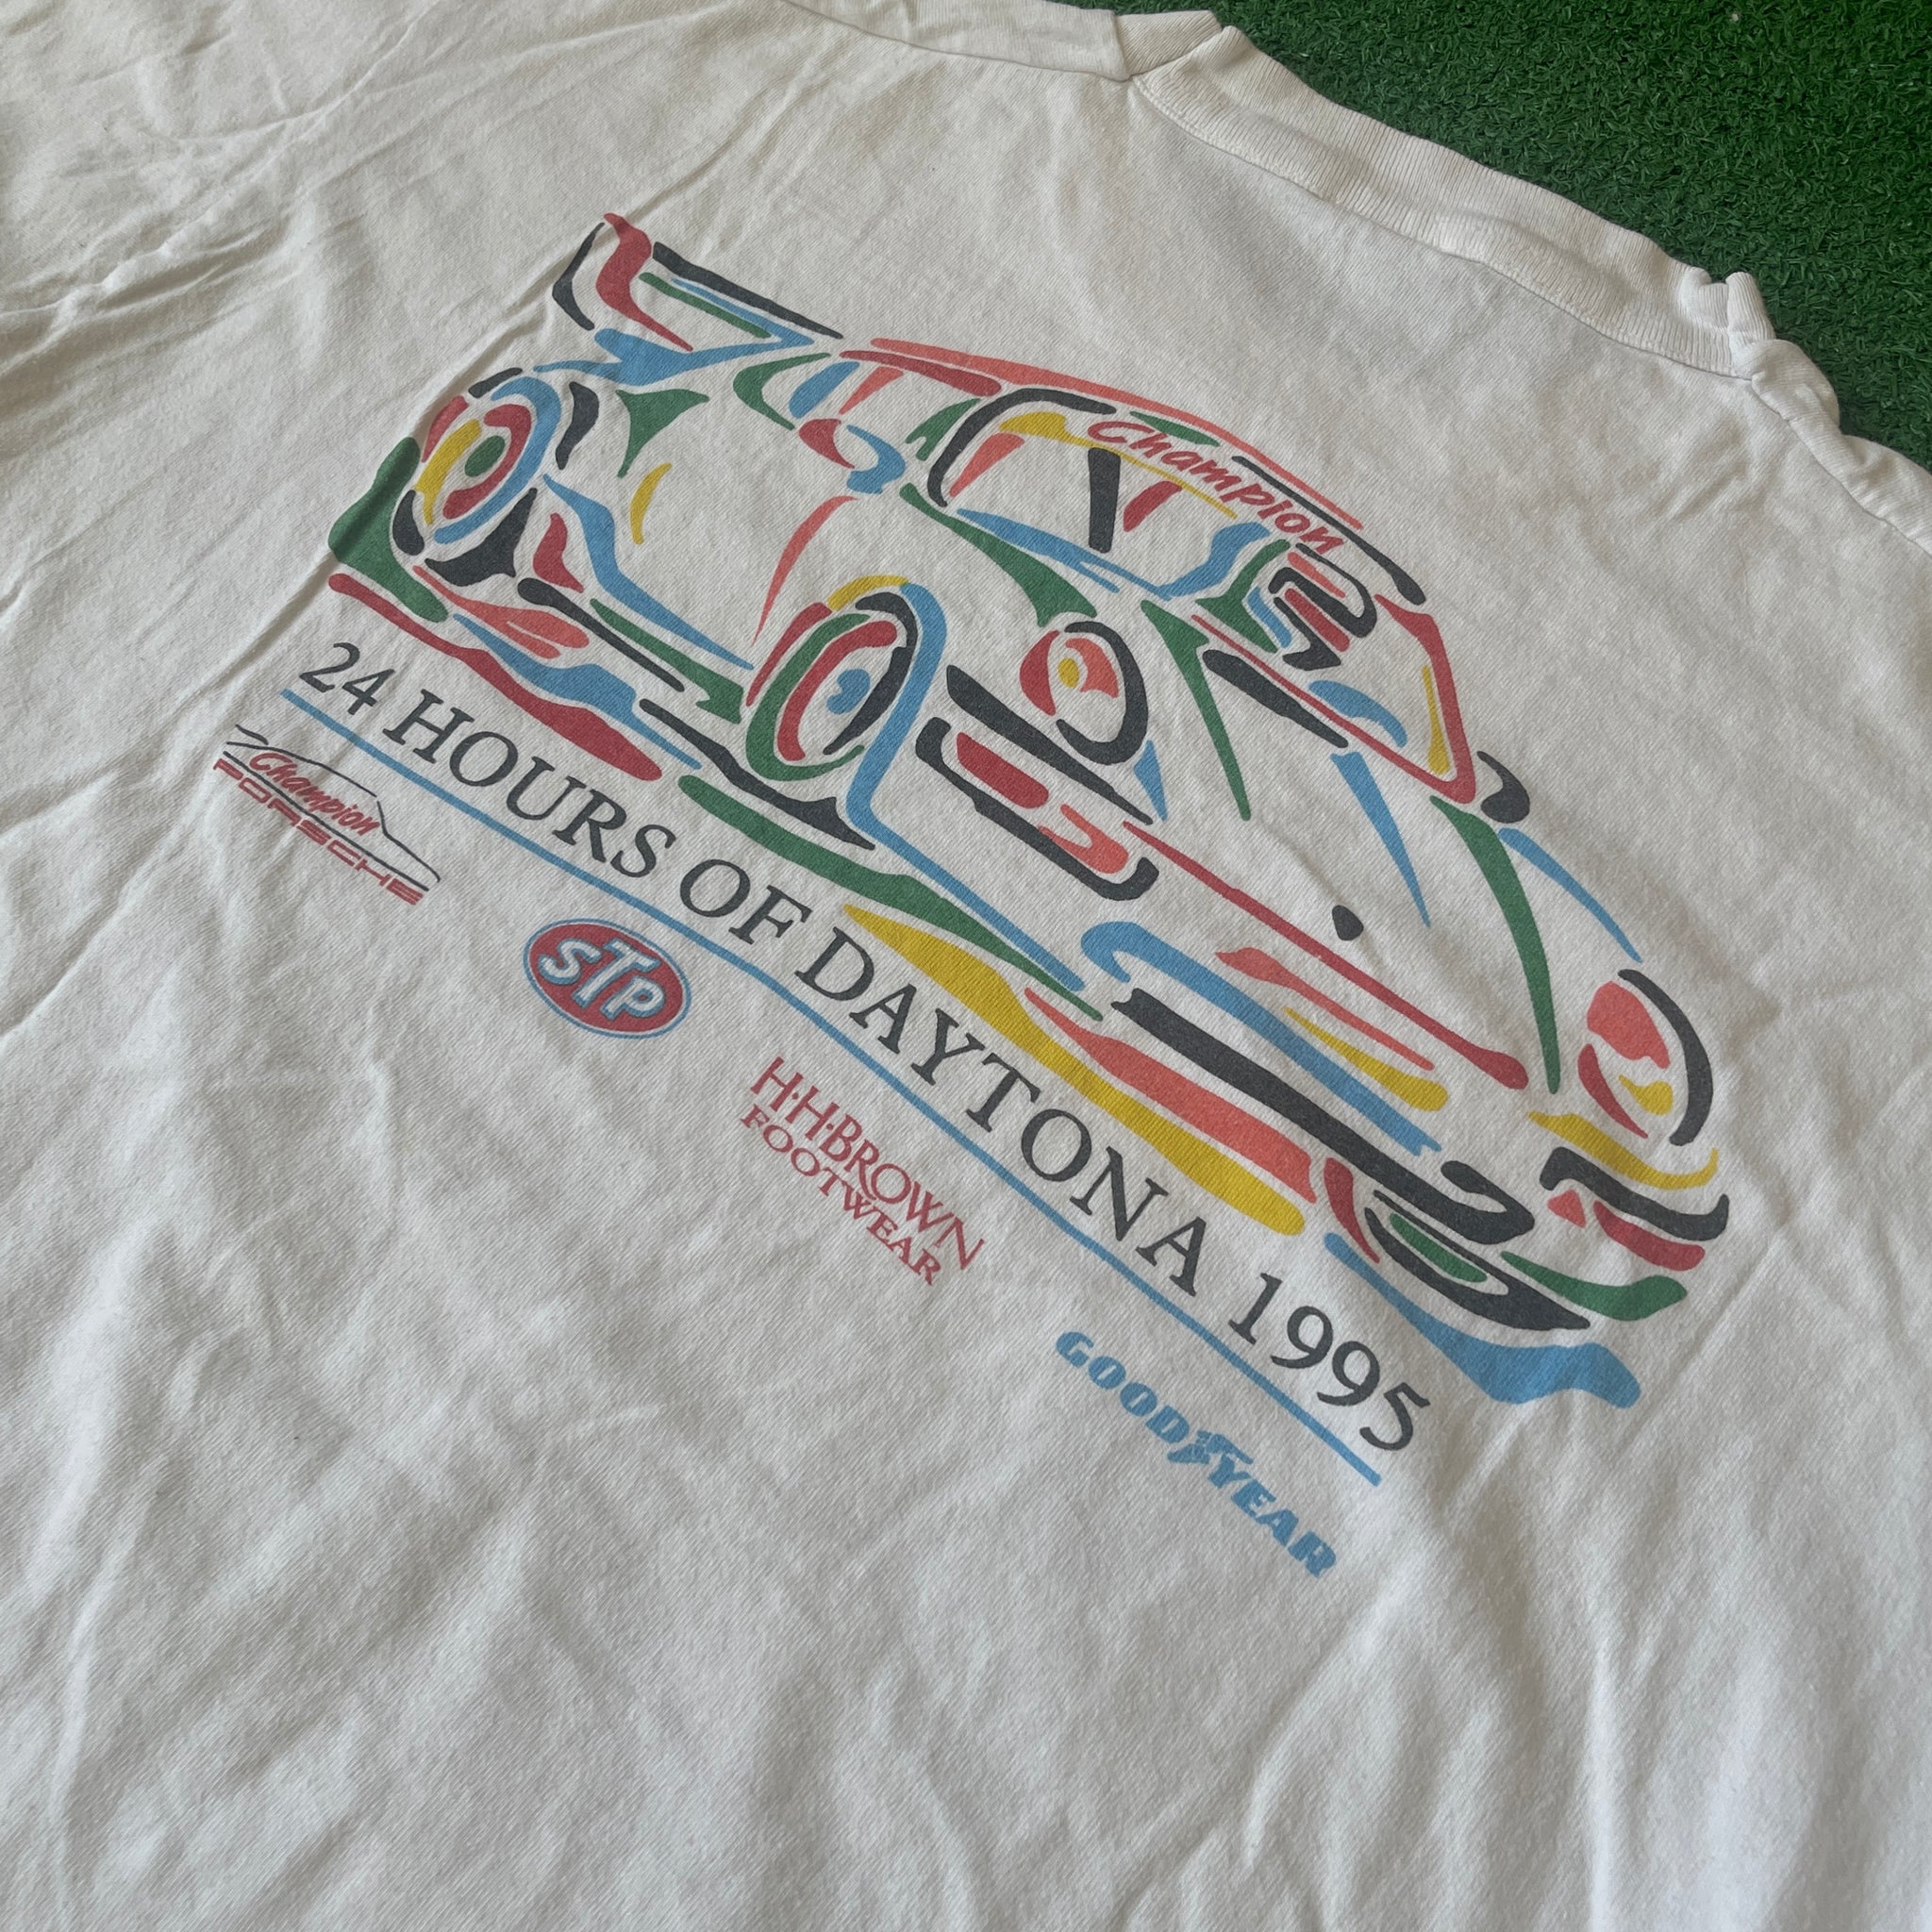 Champion
24 HOURS OF DAYTONA 1995
Champion
PORSCHE
STP
H·H·BROWN
FOOTWEAR
GOODYEAR